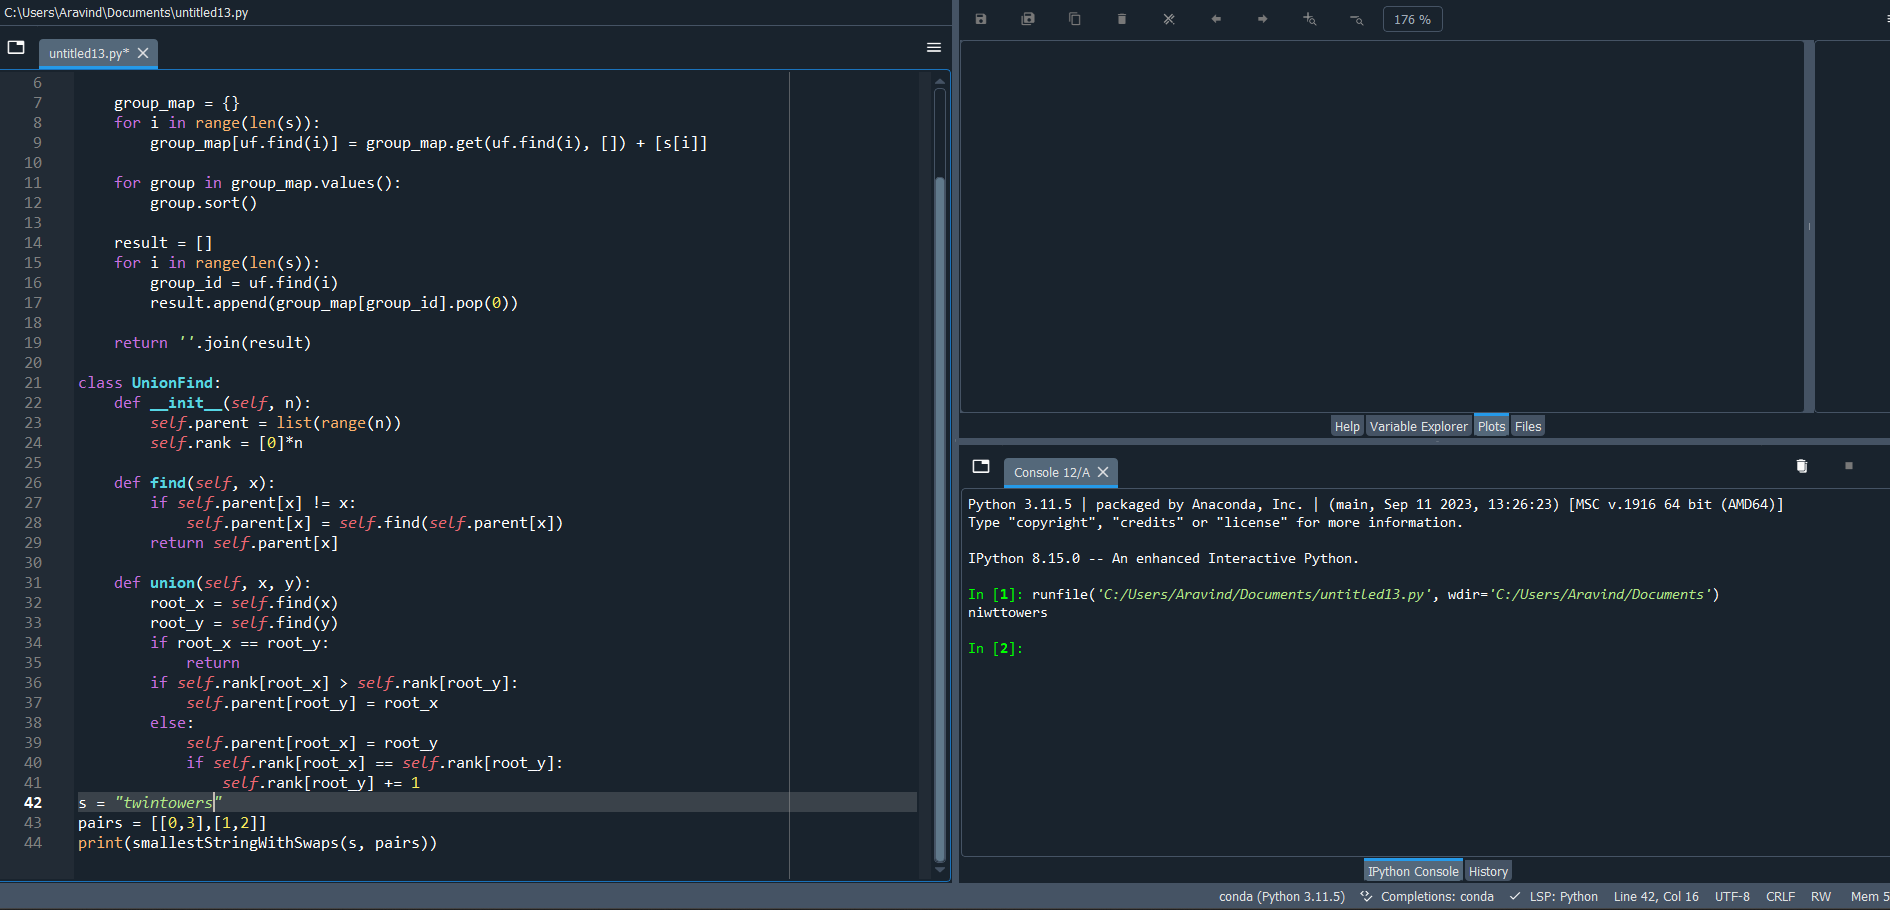 C:\Users\Aravind\Documents\untitled13.py
untitled13.py*
6
7     group_map = {}
8     for i in range(len(s)):
9         group_map[uf.find(i)] = group_map.get(uf.find(i), []) + [s[i]]
10
11     for group in group_map.values():
12         group.sort()
13
14     result = []
15     for i in range(len(s)):
16         group_id = uf.find(i)
17         result.append(group_map[group_id].pop(0))
18
19     return ''.join(result)
20
21 class UnionFind:
22     def __init__(self, n):
23         self.parent = list(range(n))
24         self.rank = [0]*n
25
26     def find(self, x):
27         if self.parent[x] != x:
28             self.parent[x] = self.find(self.parent[x])
29         return self.parent[x]
30
31     def union(self, x, y):
32         root_x = self.find(x)
33         root_y = self.find(y)
34         if root_x == root_y:
35             return
36         if self.rank[root_x] > self.rank[root_y]:
37             self.parent[root_y] = root_x
38         else:
39             self.parent[root_x] = root_y
40             if self.rank[root_x] == self.rank[root_y]:
41                 self.rank[root_y] += 1
42 s = "twintowers"
43 pairs = [[0,3],[1,2]]
44 print(smallestStringWithSwaps(s, pairs))
176 %
Help Variable Explorer Plots Files
Console 12/A
Python 3.11.5 | packaged by Anaconda, Inc. | (main, Sep 11 2023, 13:26:23) [MSC v.1916 64 bit (AMD64)]
Type "copyright", "credits" or "license" for more information.
IPython 8.15.0 -- An enhanced Interactive Python.
In [1]: runfile('C:/Users/Aravind/Documents/untitled13.py', wdir='C:/Users/Aravind/Documents')
niwttowers
In [2]:
IPython Console History
conda (Python 3.11.5) Completions: conda LSP: Python Line 42, Col 16 UTF-8 CRLF RW Mem 5